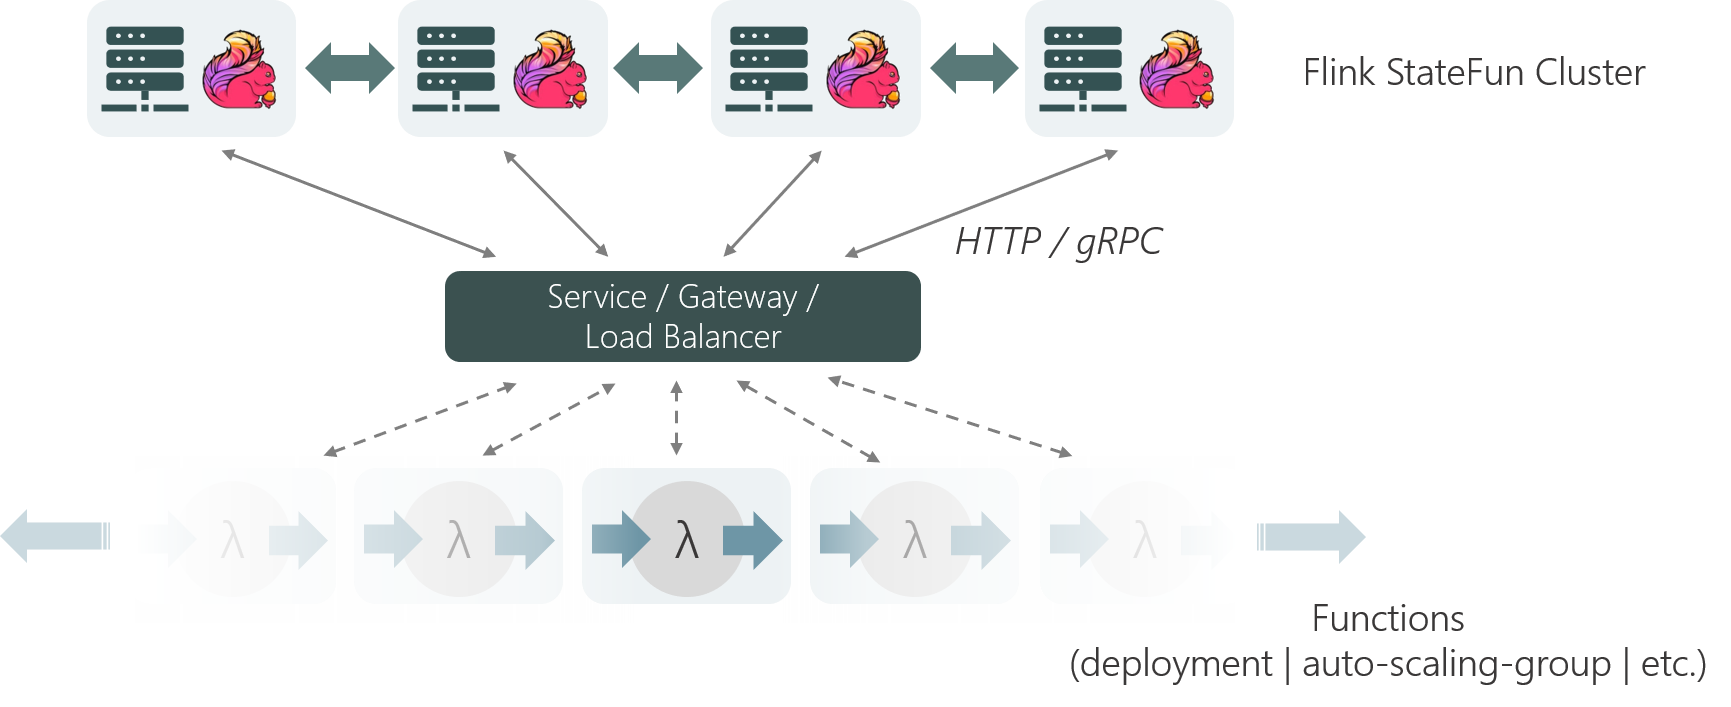 Flink StateFun Cluster
HTTP / gRPC
Service / Gateway /
Load Balancer
λ λ λ λ λ
Functions
(deployment | auto-scaling-group | etc.)